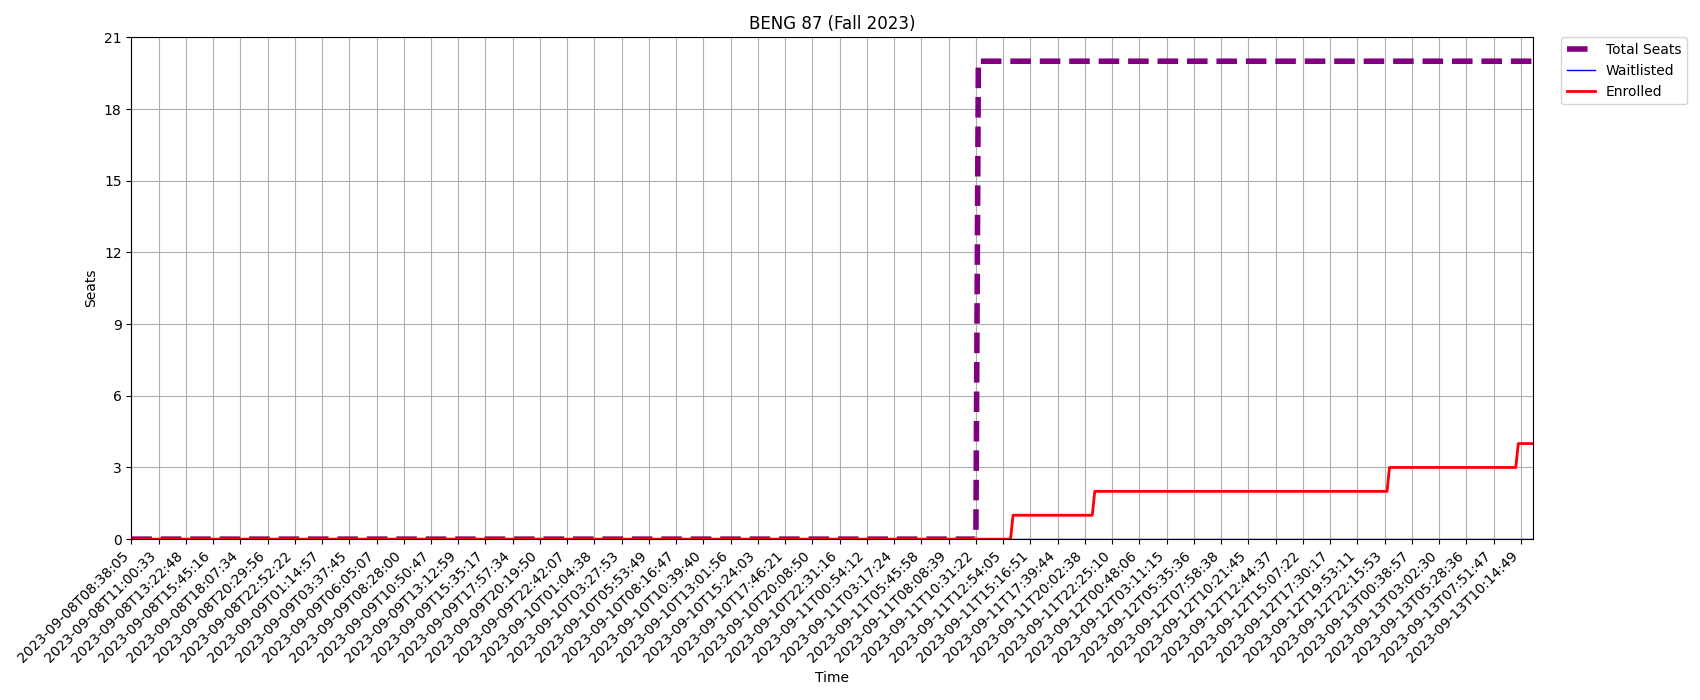 BENG 87 (Fall 2023)
Total Seats
Waitlisted
Enrolled
Seats
21
18
15
12
9
6
3
0
2023-09-08T08:38:05
2023-09-08T11:00:33
2023-09-08T13:22:48
2023-09-08T15:45:16
2023-09-08T18:07:34
2023-09-08T20:29:56
2023-09-08T22:52:22
2023-09-09T01:14:57
2023-09-09T03:37:45
2023-09-09T06:05:07
2023-09-09T08:28:00
2023-09-09T10:50:47
2023-09-09T13:12:59
2023-09-09T15:35:17
2023-09-09T17:57:34
2023-09-09T20:19:50
2023-09-09T22:42:07
2023-09-10T01:04:38
2023-09-10T03:27:53
2023-09-10T05:53:49
2023-09-10T08:16:47
2023-09-10T10:39:40
2023-09-10T13:01:56
2023-09-10T15:24:03
2023-09-10T17:46:21
2023-09-10T20:08:50
2023-09-10T22:31:16
2023-09-11T00:54:12
2023-09-11T03:17:24
2023-09-11T05:45:58
2023-09-11T08:08:39
2023-09-11T10:31:22
2023-09-11T12:54:05
2023-09-11T15:16:51
2023-09-11T17:39:44
2023-09-11T20:02:38
2023-09-11T22:25:10
2023-09-12T00:48:06
2023-09-12T03:11:15
2023-09-12T05:35:36
2023-09-12T07:58:38
2023-09-12T10:21:45
2023-09-12T12:44:37
2023-09-12T15:07:22
2023-09-12T17:30:17
2023-09-12T19:53:11
2023-09-12T22:15:53
2023-09-13T00:38:57
2023-09-13T03:02:30
2023-09-13T05:28:36
2023-09-13T07:51:47
2023-09-13T10:14:49
Time